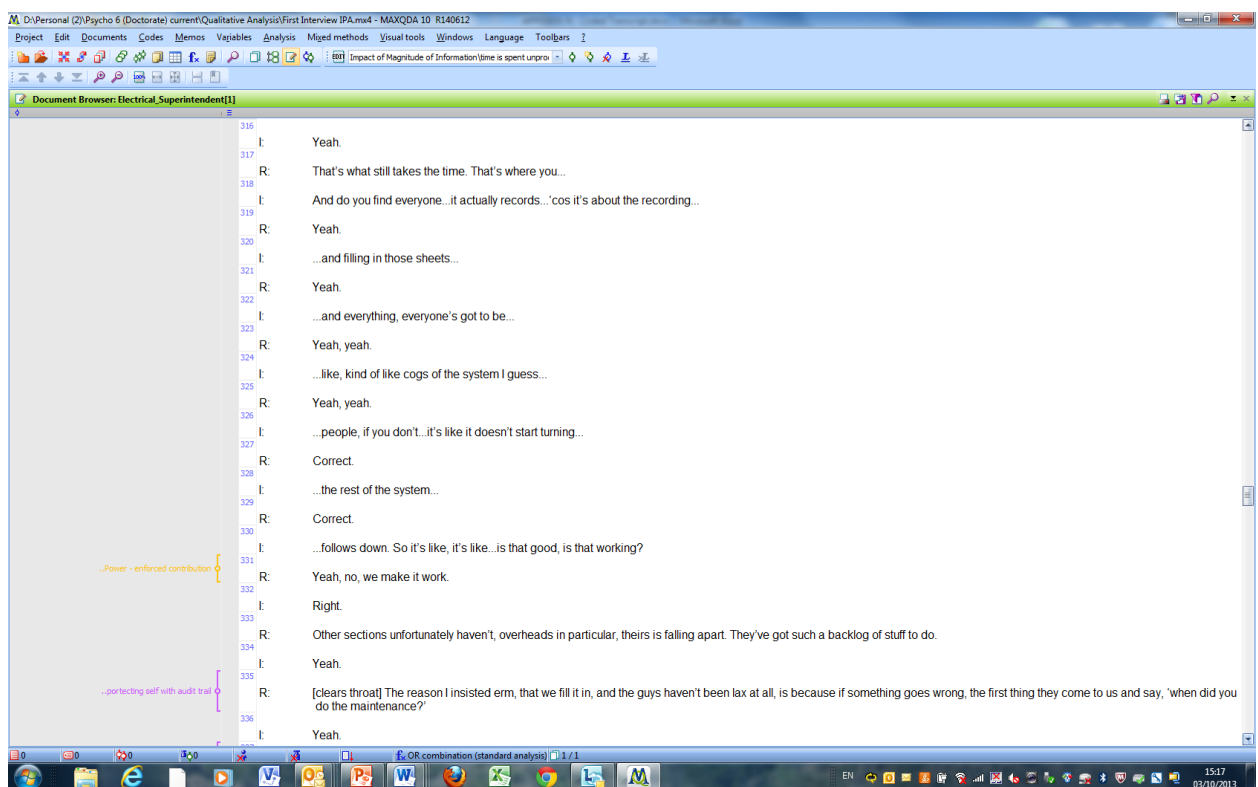 D:\Personal (2)\Psycho 6 (Doctorate) current\Qualitative Analysis\First Interview IPA.mx4 - MAXQDA 10 R140612
Project Edit Documents Codes Memos Variables Analysis Mixed methods Visual tools Windows Language Toolbars ?
Impact of Magnitude of Information\time is spent unpro
Document Browser: Electrical_Superintendent[1]
316
I: Yeah.
317
R: That's what still takes the time. That's where you...
318
I: And do you find everyone...it actually records...'cos it's about the recording...
319
R: Yeah.
320
I: ...and filling in those sheets...
321
R: Yeah.
322
I: ...and everything, everyone's got to be...
323
R: Yeah, yeah.
324
I: ...like, kind of like cogs of the system I guess...
325
R: Yeah, yeah.
326
I: ...people, if you don't...it's like it doesn't start turning...
327
R: Correct.
328
I: ...the rest of the system...
329
R: Correct.
330
I: ...follows down. So it's like, it's like...is that good, is that working?
331
..Power - enforced contribution
R: Yeah, no, we make it work.
332
I: Right.
333
R: Other sections unfortunately haven't, overheads in particular, theirs is falling apart. They've got such a backlog of stuff to do.
334
I: Yeah.
335
..portecting self with audit trail
R: [clears throat] The reason I insisted erm, that we fill it in, and the guys haven't been lax at all, is because if something goes wrong, the first thing they come to us and say, 'when did you
do the maintenance?'
336
I: Yeah.
0 0 0 0 OR combination (standard analysis) 1 / 1
EN 15:17
03/10/2013